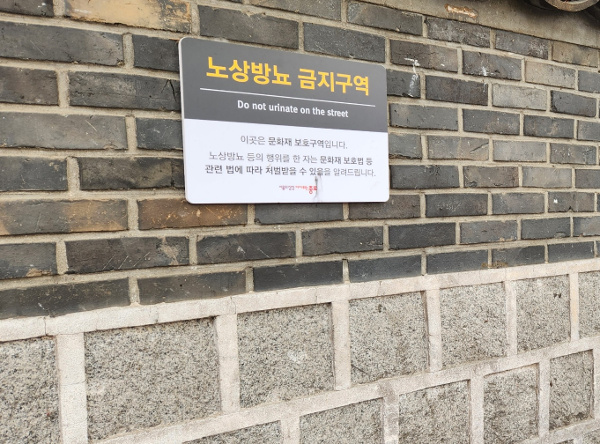 노상방뇨 금지구역
Do not urinate on the street
이곳은 문화재 보호구역입니다.
노상방뇨 등의 행위를 한 자는 문화재 보호법 등
관련 법에 따라 처벌받을 수 있음을 알려드립니다.
종로